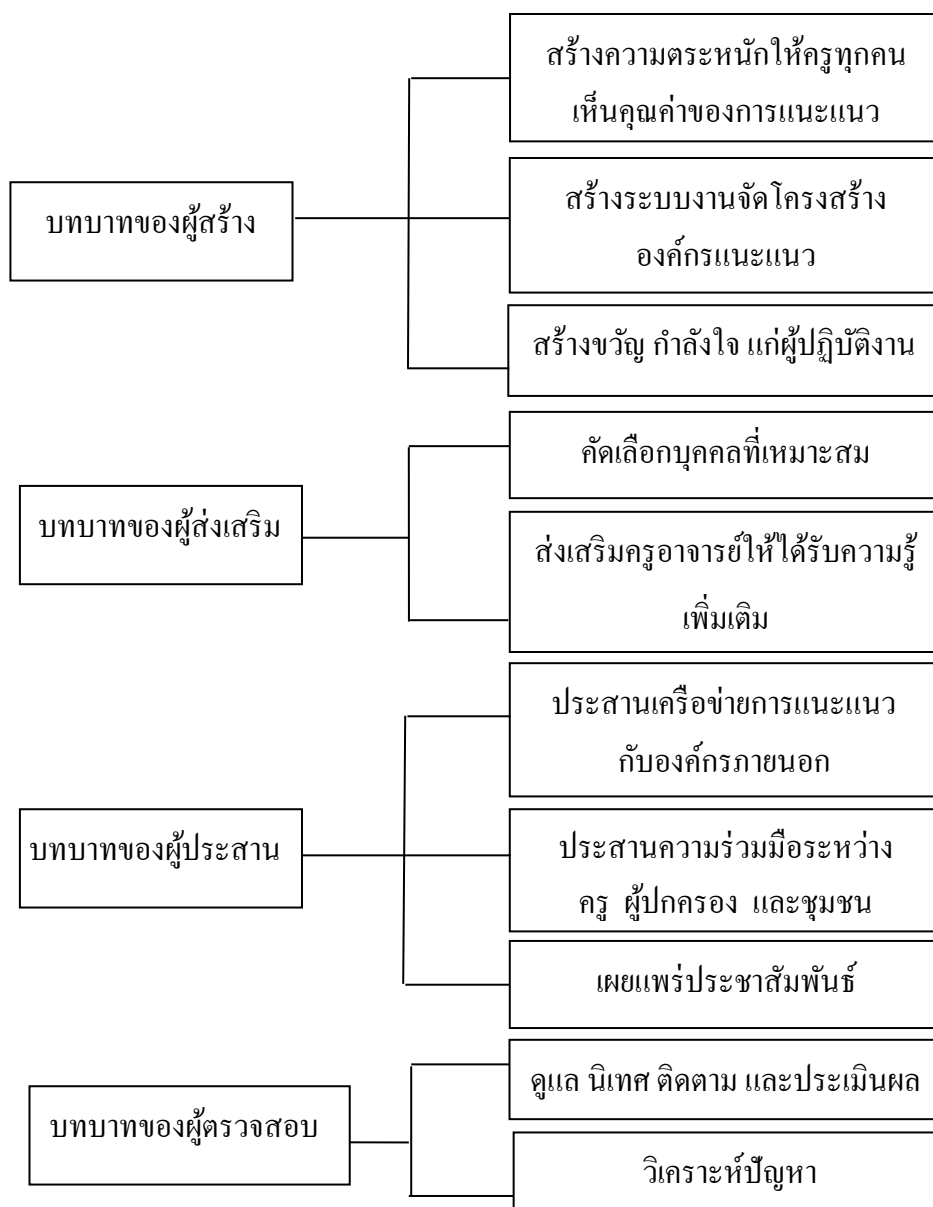 สร้างความตระหนักให้ครูทุกคน
เห็นคุณค่าของการแนะแนว
บทบาทของผู้สร้าง
สร้างระบบงานจัดโครงสร้าง
องค์กรแนะแนว
สร้างขวัญ กำลังใจ แก่ผู้ปฏิบัติงาน
บทบาทของผู้ส่งเสริม
คัดเลือกบุคคลที่เหมาะสม
ส่งเสริมครูอาจารย์ให้ได้รับความรู้
เพิ่มเติม
บทบาทของผู้ประสาน
ประสานเครือข่ายการแนะแนว
กับองค์กรภายนอก
ประสานความร่วมมือระหว่าง
ครู ผู้ปกครอง และชุมชน
เผยแพร่ประชาสัมพันธ์
บทบาทของผู้ตรวจสอบ
ดูแล นิเทศ ติดตาม และประเมินผล
วิเคราะห์ปัญหา